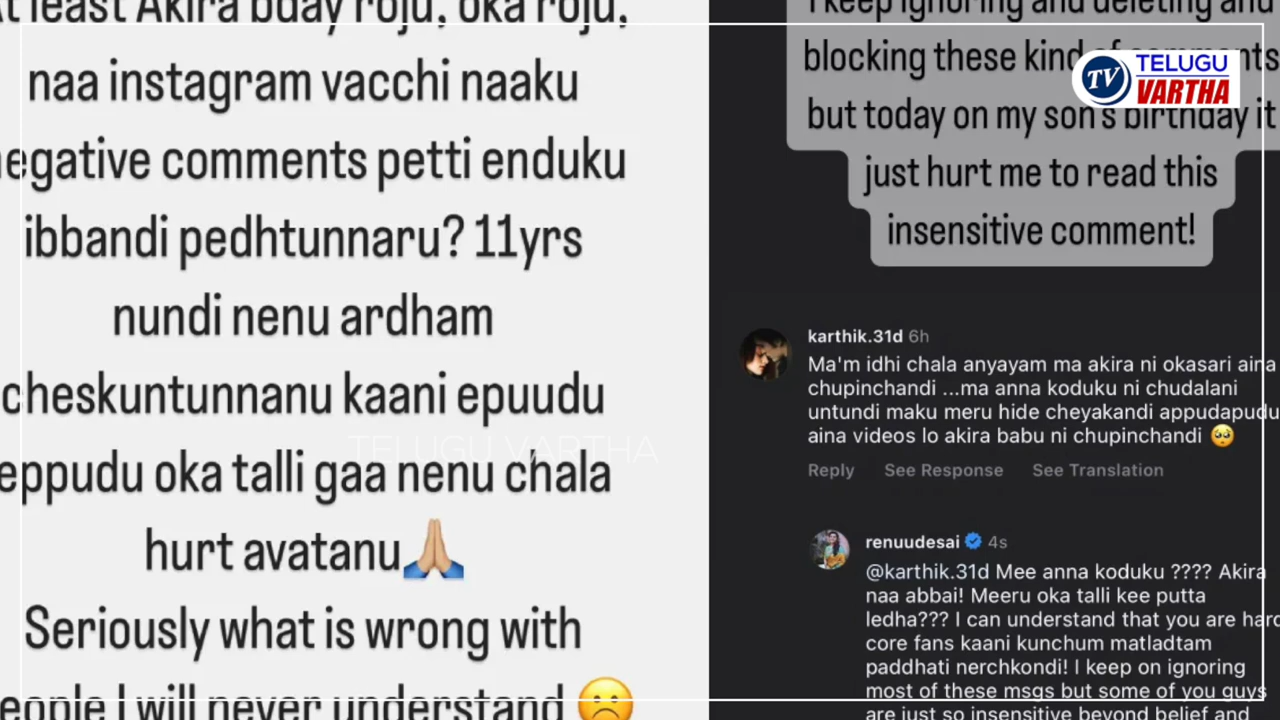 At least Akira bday roju, oka roju,
naa instagram vacchi naaku
negative comments petti enduku
ibbandi pedhtunnaru? 11yrs
nundi nenu ardham
cheskuntunnanu kaani epuudu
eppudu oka talli gaa nenu chala
hurt avatanu🙏🏼
Seriously what is wrong with
people I will never understand ☹️
TELUGU VARTHA
I keep ignoring and deleting and
blocking these kind of comments
but today on my son's birthday it
just hurt me to read this
insensitive comment!
TV TELUGU
VARTHA
karthik.31d 6h
Ma'm idhi chala anyayam ma akira ni okasari aina
chupinchandi ...ma anna koduku ni chudalani
untundi maku meru hide cheyakandi appudapudu
aina videos lo akira babu ni chupinchandi 🥺
Reply See Response See Translation
renuudesai 4s
@karthik.31d Mee anna koduku ???? Akira
naa abbai! Meeru oka talli kee putta
ledha??? I can understand that you are hard
core fans kaani kunchum matladtam
paddhati nerchkondi! I keep on ignoring
most of these msgs but some of you guys
are just so insensitive beyond belief and